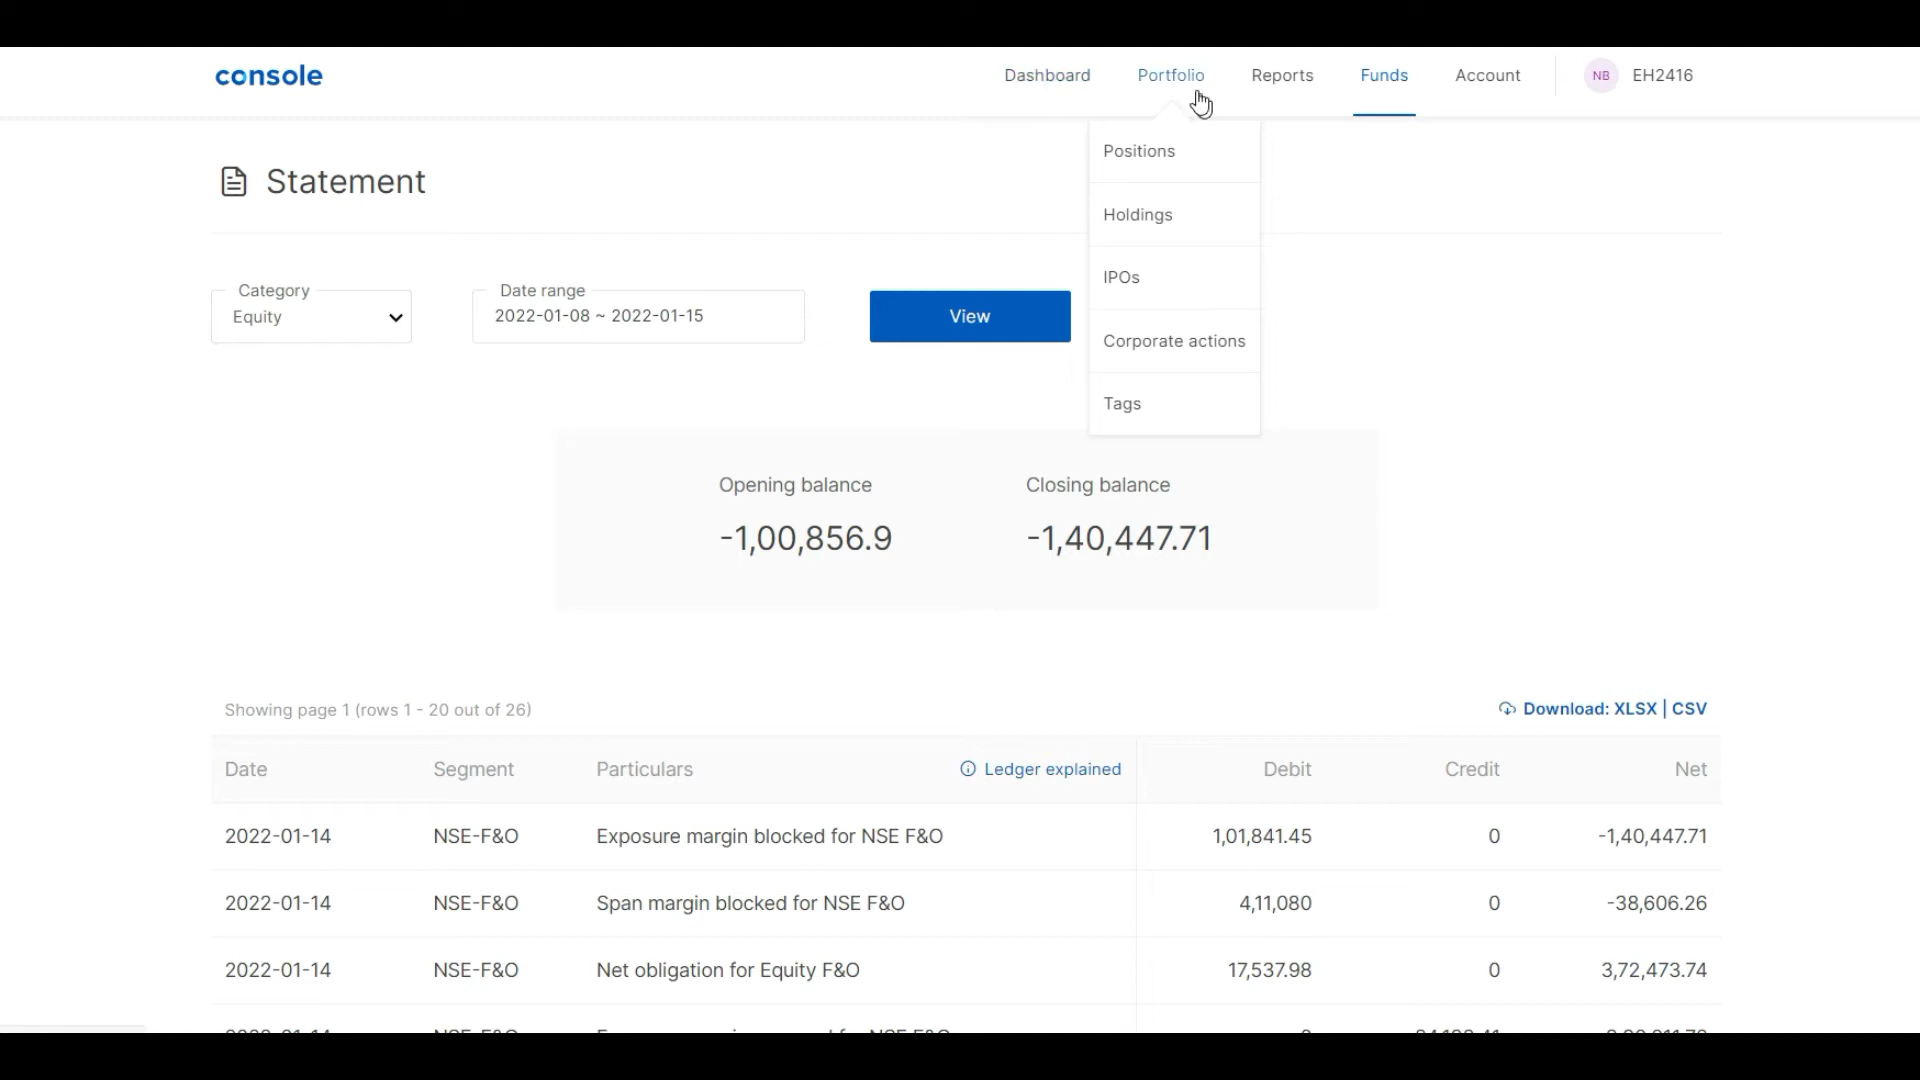 console
Dashboard Portfolio Reports Funds Account NB EH2416
Positions
Statement
Holdings
IPOs
Category Date range
Equity 2022-01-08 ~ 2022-01-15 View
Corporate actions
Tags
Opening balance Closing balance
-1,00,856.9 -1,40,447.71
Showing page 1 (rows 1 - 20 out of 26) Download: XLSX | CSV
Date Segment Particulars Ledger explained Debit Credit Net
2022-01-14 NSE-F&O Exposure margin blocked for NSE F&O 1,01,841.45 0 -1,40,447.71
2022-01-14 NSE-F&O Span margin blocked for NSE F&O 4,11,080 0 -38,606.26
2022-01-14 NSE-F&O Net obligation for Equity F&O 17,537.98 0 3,72,473.74